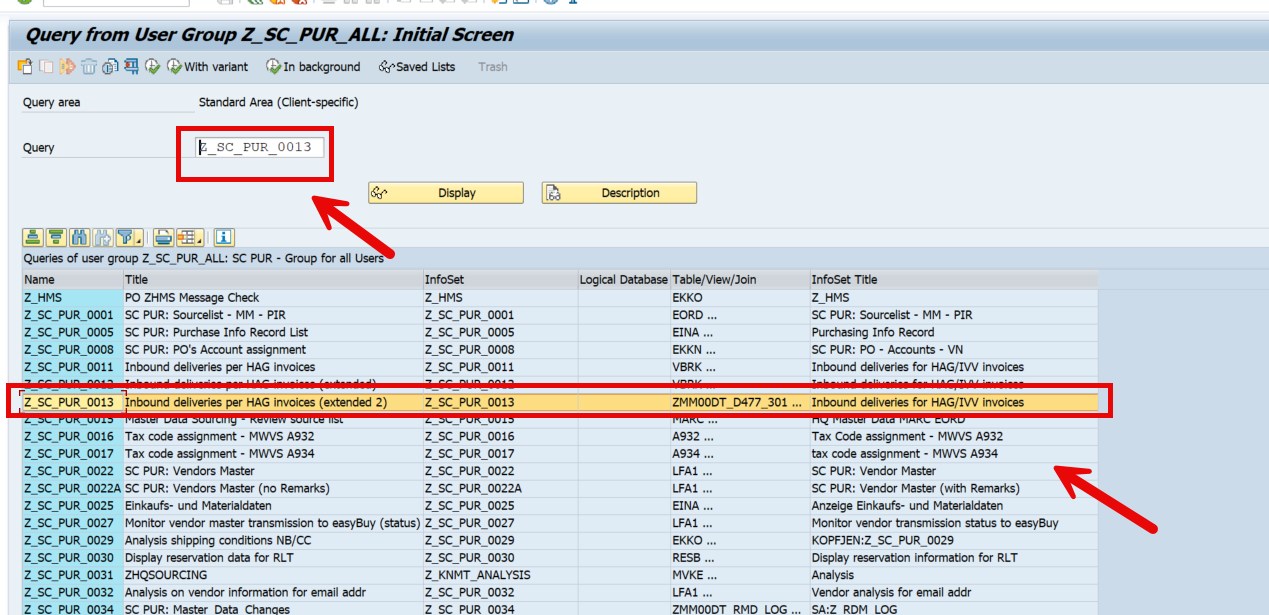 Query from User Group Z_SC_PUR_ALL: Initial Screen
With variant In background Saved Lists Trash
Query area Standard Area (Client-specific)
Query Z_SC_PUR_0013
Display Description
Queries of user group Z_SC_PUR_ALL: SC PUR - Group for all Users
Name Title InfoSet Logical Database Table/View/Join InfoSet Title
Z_HMS PO ZHMS Message Check Z_HMS EKKO Z_HMS
Z_SC_PUR_0001 SC PUR: Sourcelist - MM - PIR Z_SC_PUR_0001 EORD ... SC PUR: Sourcelist - MM - PIR
Z_SC_PUR_0005 SC PUR: Purchase Info Record List Z_SC_PUR_0005 EINA ... Purchasing Info Record
Z_SC_PUR_0008 SC PUR: PO's Account assignment Z_SC_PUR_0008 EKKN ... SC PUR: PO - Accounts - VN
Z_SC_PUR_0011 Inbound deliveries per HAG invoices Z_SC_PUR_0011 VBRK ... Inbound deliveries for HAG/IVV invoices
Z_SC_PUR_0012 Inbound deliveries per HAG invoices (extended) Z_SC_PUR_0012 VBRK ... Inbound deliveries for HAG/IVV invoices
Z_SC_PUR_0013 Inbound deliveries per HAG invoices (extended 2) Z_SC_PUR_0013 ZMM00DT_D477_301 ... Inbound deliveries for HAG/IVV invoices
Z_SC_PUR_0015 Master Data Sourcing - Review source list Z_SC_PUR_0015 MARC ... HQ Master Data MARC EORD
Z_SC_PUR_0016 Tax code assignment - MWVS A932 Z_SC_PUR_0016 A932 ... Tax Code assignment - MWVS A932
Z_SC_PUR_0017 Tax code assignment - MWVS A934 Z_SC_PUR_0017 A934 ... tax Code assignment - MWVS A934
Z_SC_PUR_0022 SC PUR: Vendors Master Z_SC_PUR_0022 LFA1 ... SC PUR: Vendor Master
Z_SC_PUR_0022A SC PUR: Vendors Master (no Remarks) Z_SC_PUR_0022A LFA1 ... SC PUR: Vendor Master (with Remarks)
Z_SC_PUR_0025 Einkaufs- und Materialdaten Z_SC_PUR_0025 EINA ... Anzeige Einkaufs- und Materialdaten
Z_SC_PUR_0027 Monitor vendor master transmission to easyBuy (status) Z_SC_PUR_0027 LFA1 ... Monitor vendor transmission status to easyBuy
Z_SC_PUR_0029 Analysis shipping conditions NB/CC Z_SC_PUR_0029 EKKO ... KOPFJEN:Z_SC_PUR_0029
Z_SC_PUR_0030 Display reservation data for RLT Z_SC_PUR_0030 RESB ... Display reservation information for RLT
Z_SC_PUR_0031 ZHQSOURCING Z_KNMT_ANALYSIS MVKE ... Analysis
Z_SC_PUR_0032 Analysis on vendor information for email addr Z_SC_PUR_0032 LFA1 ... Vendor analysis for email addr
Z_SC_PUR_0034 SC PUR: Master Data Changes Z_SC_PUR_0034 ZMM00DT_RMD_LOG ... SA:Z_RDM_LOG